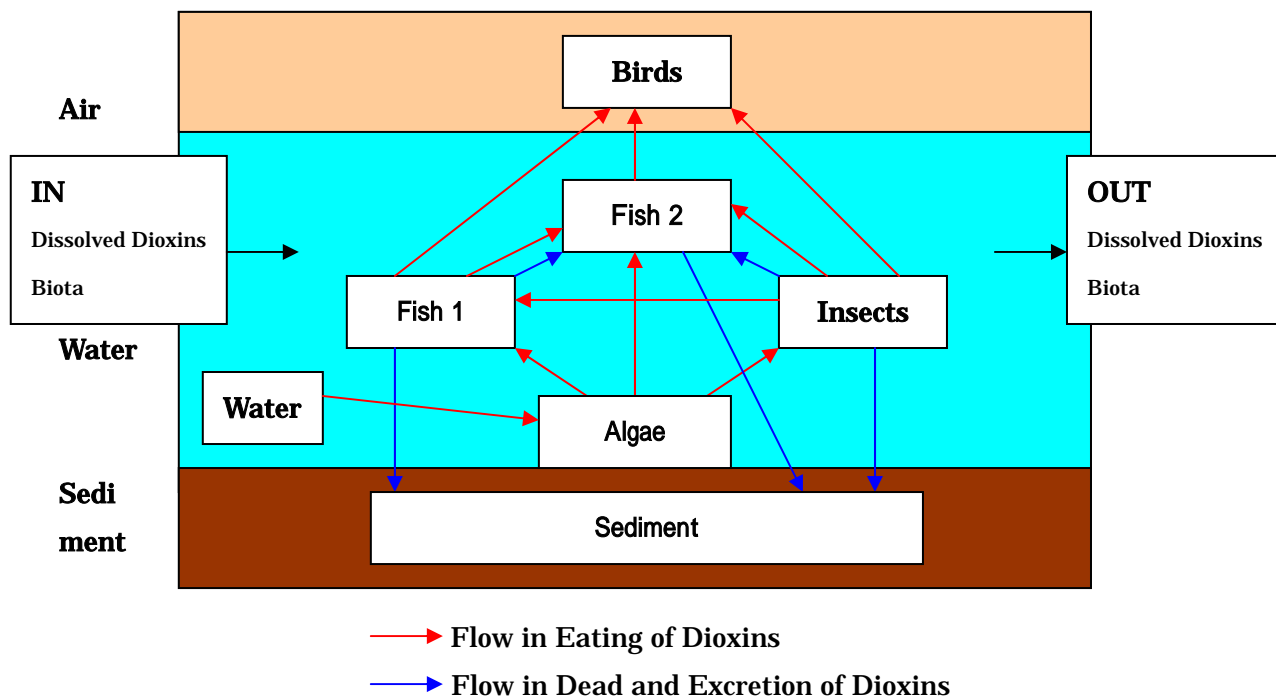 Birds
Air
IN
Dissolved Dioxins
Biota
Fish 2
OUT
Dissolved Dioxins
Biota
Fish 1
Insects
Water
Water
Algae
Sedi
ment
Sediment
Flow in Eating of Dioxins
Flow in Dead and Excretion of Dioxins